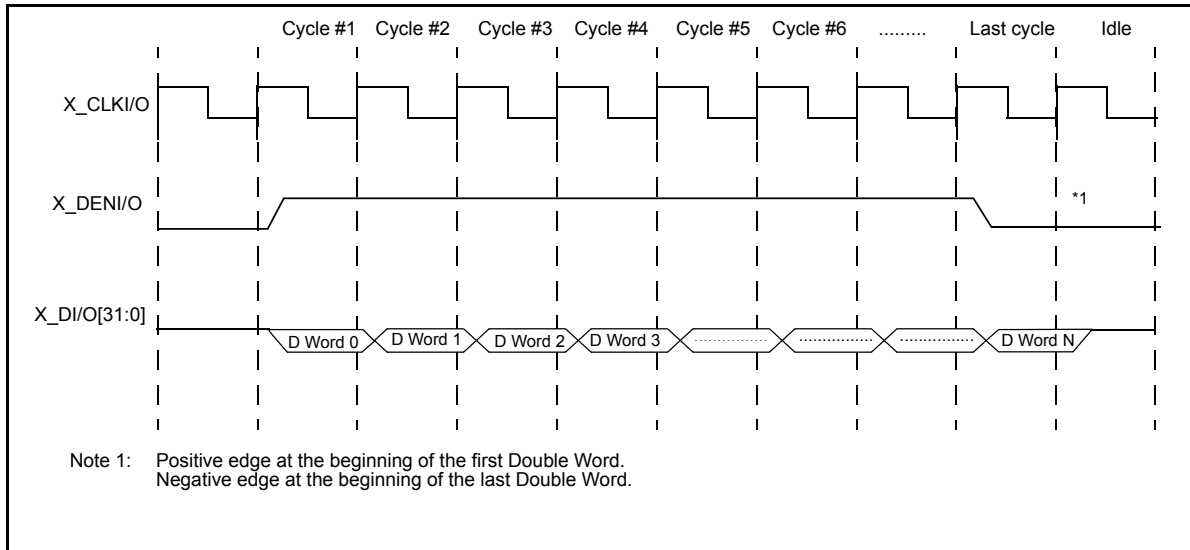 Cycle #1 Cycle #2 Cycle #3 Cycle #4 Cycle #5 Cycle #6 ......... Last cycle Idle
X_CLKI/O
X_DENI/O *1
X_DI/O[31:0]
D Word 0 D Word 1 D Word 2 D Word 3 D Word N
Note 1: Positive edge at the beginning of the first Double Word.
Negative edge at the beginning of the last Double Word.